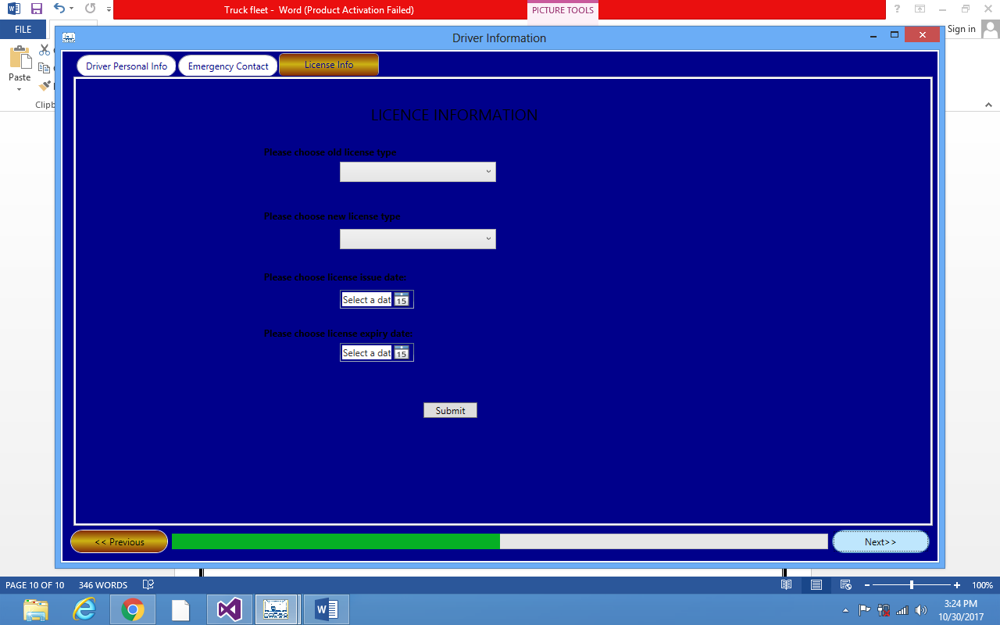 Truck fleet - Word (Product Activation Failed)
PICTURE TOOLS
FILE
Sign in
Driver Information
Paste
Clipb
Driver Personal Info
Emergency Contact
License Info
LICENCE INFORMATION
Please choose old license type
Please choose new license type
Please choose license issue date:
Select a dat
15
Please choose license expiry date:
Select a dat
15
Submit
<< Previous
Next>>
PAGE 10 OF 10
346 WORDS
100%
3:24 PM
10/30/2017